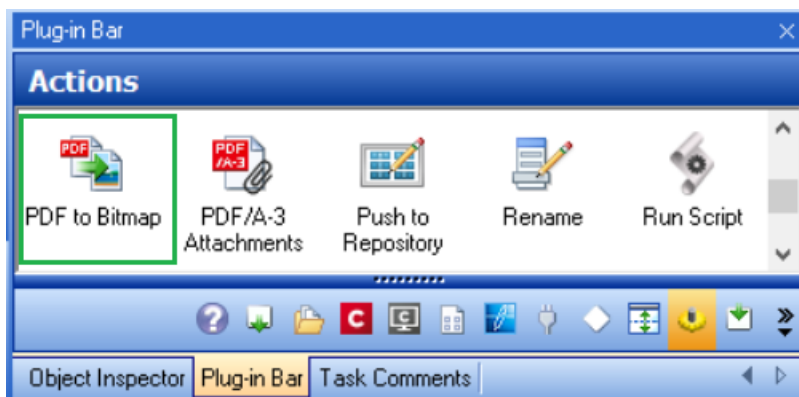 Plug-in Bar
Actions
PDF
PDF
/A-3
PDF to Bitmap
PDF/A-3
Attachments
Push to
Repository
Rename
Run Script
?
C
C
Object Inspector
Plug-in Bar
Task Comments